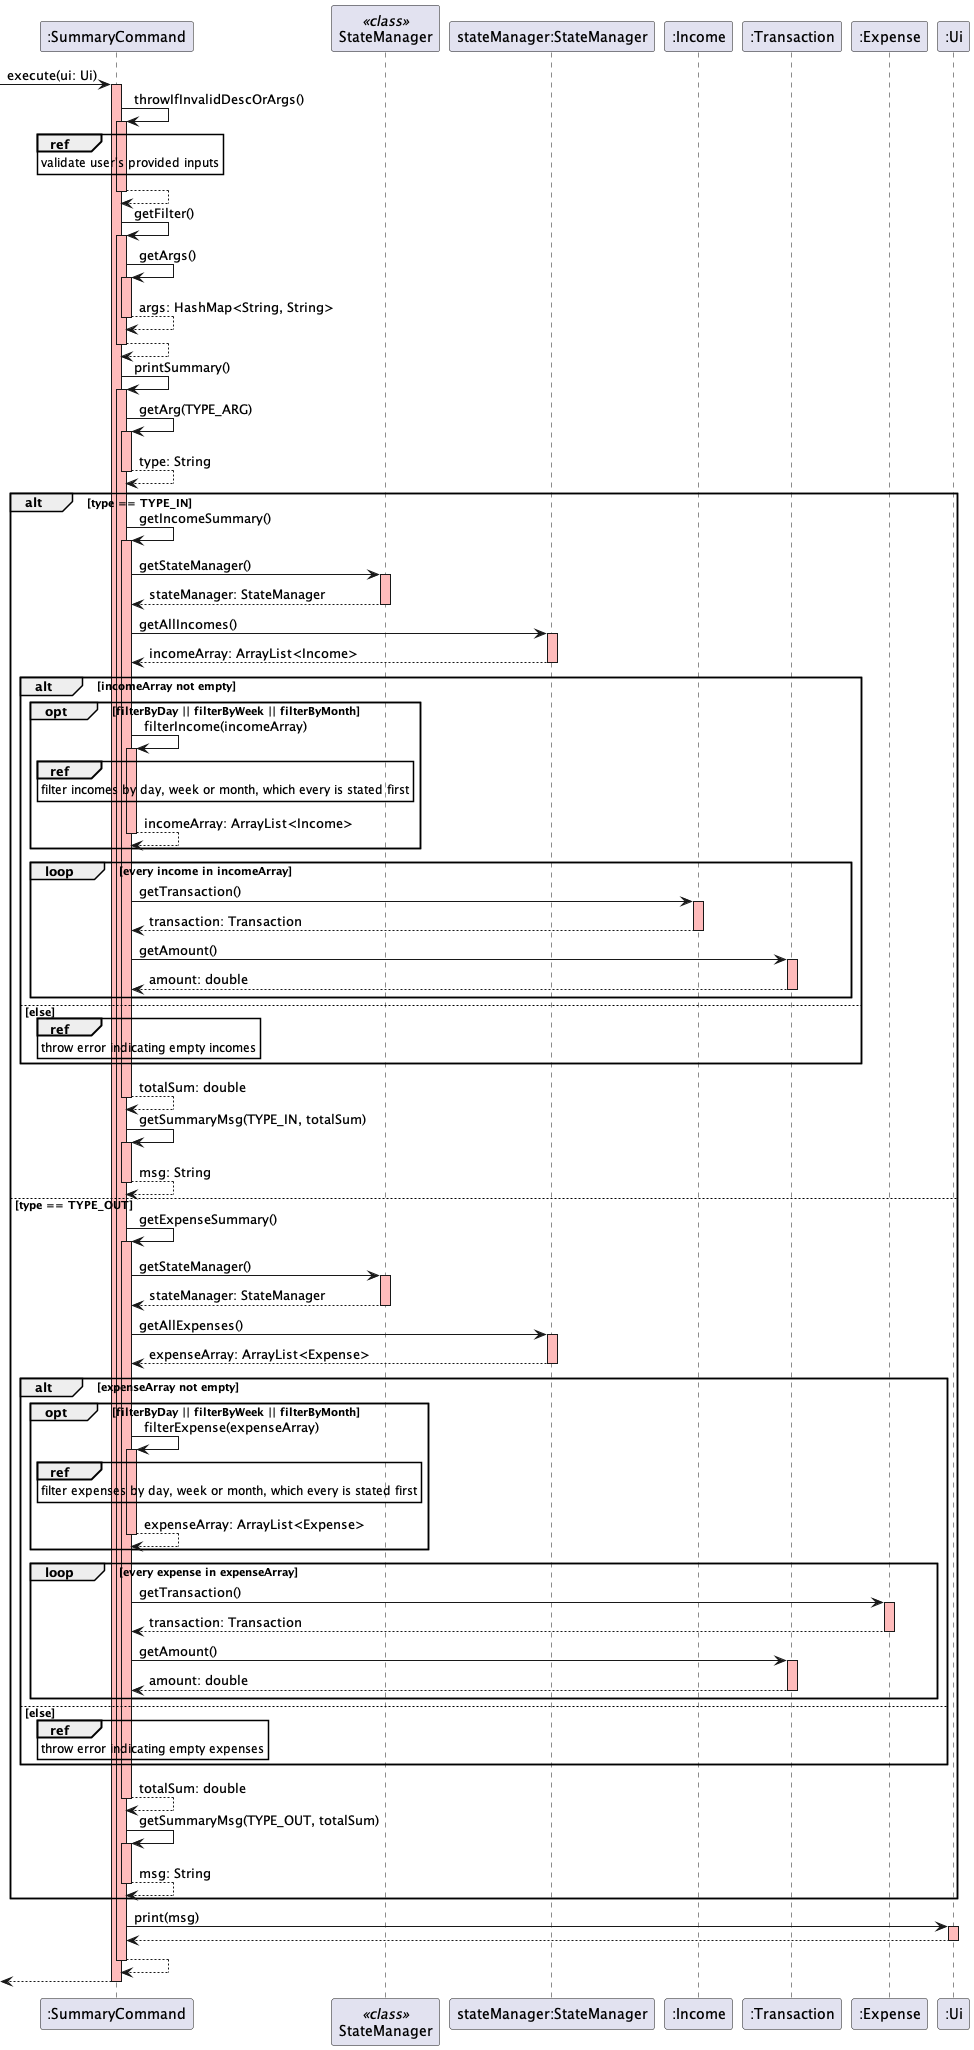 «class»
:SummaryCommand
StateManager
stateManager:StateManager
:Income
:Transaction
:Expense
:Ui
execute(ui: Ui)
throwIfInvalidDescOrArgs()
ref
validate user's provided inputs
getFilter()
getArgs()
args: HashMap<String, String>
printSummary()
getArg(TYPE_ARG)
type: String
alt [type == TYPE_IN]
getIncomeSummary()
getStateManager()
stateManager: StateManager
getAllIncomes()
incomeArray: ArrayList<Income>
alt [incomeArray not empty]
opt [filterByDay || filterByWeek || filterByMonth]
filterIncome(incomeArray)
ref
filter incomes by day, week or month, which every is stated first
incomeArray: ArrayList<Income>
loop [every income in incomeArray]
getTransaction()
transaction: Transaction
getAmount()
amount: double
[else]
ref
throw error indicating empty incomes
totalSum: double
getSummaryMsg(TYPE_IN, totalSum)
msg: String
[type == TYPE_OUT]
getExpenseSummary()
getStateManager()
stateManager: StateManager
getAllExpenses()
expenseArray: ArrayList<Expense>
alt [expenseArray not empty]
opt [filterByDay || filterByWeek || filterByMonth]
filterExpense(expenseArray)
ref
filter expenses by day, week or month, which every is stated first
expenseArray: ArrayList<Expense>
loop [every expense in expenseArray]
getTransaction()
transaction: Transaction
getAmount()
amount: double
[else]
ref
throw error indicating empty expenses
totalSum: double
getSummaryMsg(TYPE_OUT, totalSum)
msg: String
print(msg)
:SummaryCommand
«class»
StateManager
stateManager:StateManager
:Income
:Transaction
:Expense
:Ui